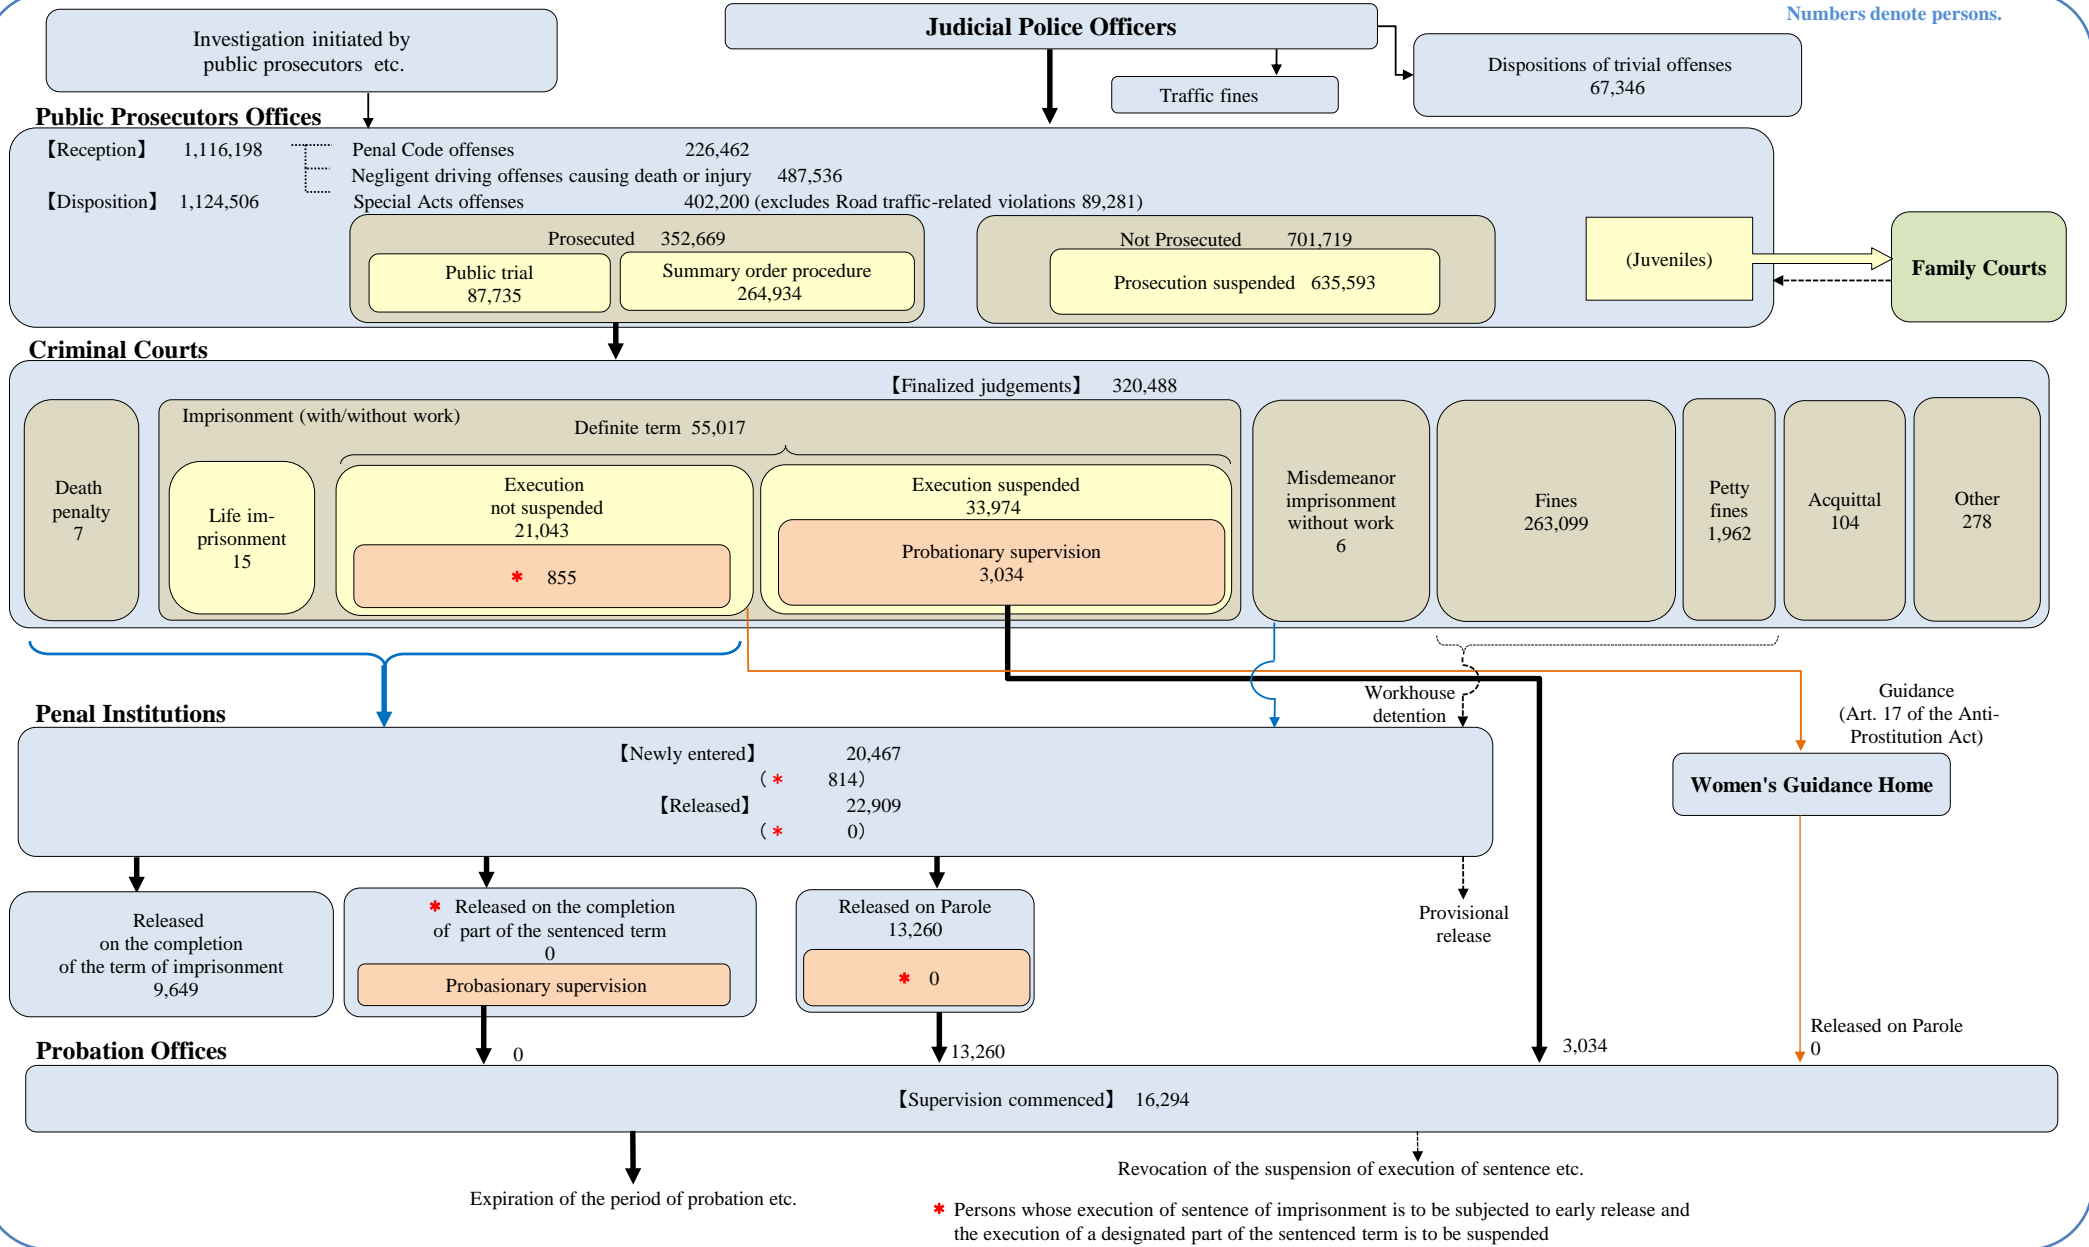 Numbers denote persons.
Investigation initiated by
public prosecutors etc.
Judicial Police Officers
Traffic fines
Dispositions of trivial offenses
67,346
Public Prosecutors Offices
【Reception】 1,116,198
Penal Code offenses 226,462
Negligent driving offenses causing death or injury 487,536
【Disposition】 1,124,506
Special Acts offenses 402,200 (excludes Road traffic-related violations 89,281)
Prosecuted 352,669
Public trial
87,735
Summary order procedure
264,934
Not Prosecuted 701,719
Prosecution suspended 635,593
(Juveniles)
Family Courts
Criminal Courts
【Finalized judgements】 320,488
Death
penalty
7
Imprisonment (with/without work)
Definite term 55,017
Life im-
prisonment
15
Execution
not suspended
21,043
* 855
Execution suspended
33,974
Probationary supervision
3,034
Misdemeanor
imprisonment
without work
6
Fines
263,099
Petty
fines
1,962
Acquittal
104
Other
278
Workhouse
detention
Guidance
(Art. 17 of the Anti-
Prostitution Act)
Penal Institutions
【Newly entered】 20,467
(* 814)
【Released】 22,909
(* 0)
Women's Guidance Home
Released
on the completion
of the term of imprisonment
9,649
* Released on the completion
of part of the sentenced term
0
Probasionary supervision
Released on Parole
13,260
* 0
Provisional
release
Probation Offices
0
13,260
3,034
Released on Parole
0
【Supervision commenced】 16,294
Expiration of the period of probation etc.
Revocation of the suspension of execution of sentence etc.
* Persons whose execution of sentence of imprisonment is to be subjected to early release and
the execution of a designated part of the sentenced term is to be suspended